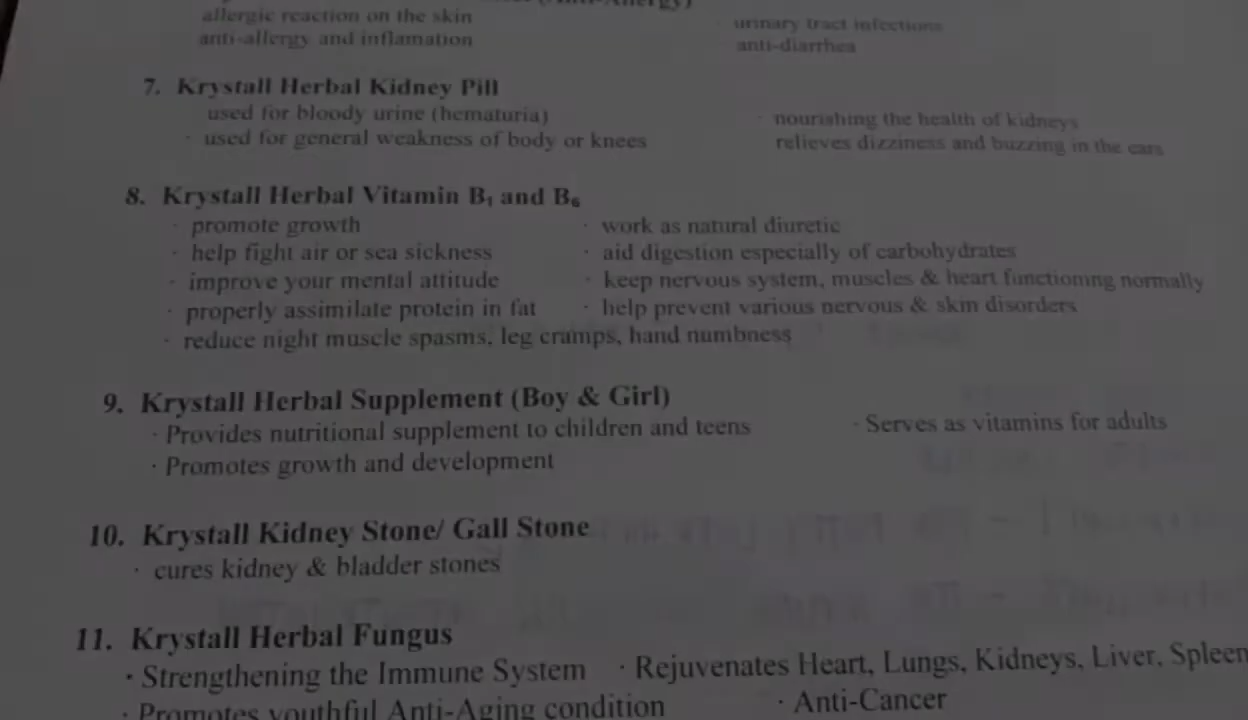 allergic reaction on the skin
· urinary tract infections
anti-allergy and inflamation
anti-diarrhea
7. Krystall Herbal Kidney Pill
used for bloody urine (hematuria)
· nourishing the health of kidneys
· used for general weakness of body or knees
relieves dizziness and buzzing in the ears
8. Krystall Herbal Vitamin B1 and B6
· promote growth
· work as natural diuretic
· help fight air or sea sickness
· aid digestion especially of carbohydrates
· improve your mental attitude
· keep nervous system, muscles & heart functioning normally
· properly assimilate protein in fat
· help prevent various nervous & skin disorders
· reduce night muscle spasms, leg cramps, hand numbness
9. Krystall Herbal Supplement (Boy & Girl)
· Provides nutritional supplement to children and teens
· Serves as vitamins for adults
· Promotes growth and development
10. Krystall Kidney Stone/ Gall Stone
· cures kidney & bladder stones
11. Krystall Herbal Fungus
· Strengthening the Immune System
· Rejuvenates Heart, Lungs, Kidneys, Liver, Spleen
· Promotes youthful Anti-Aging condition
· Anti-Cancer